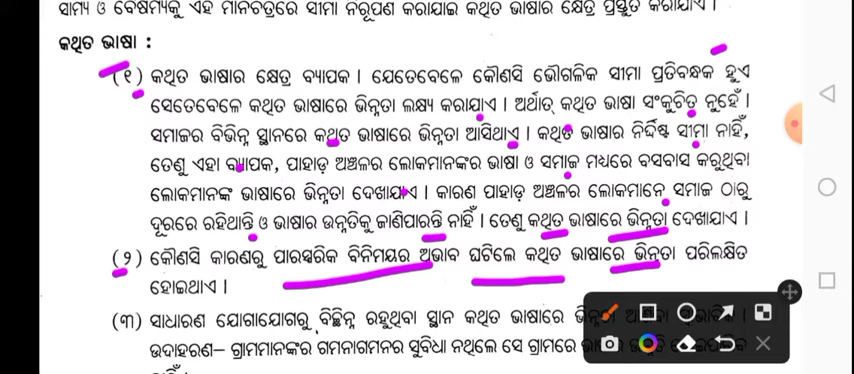 ସାମ୍ୟ ଓ ବୈଷମ୍ୟକୁ ଏହି ମାନଚିତ୍ରରେ ସୀମା ନିରୂପଣ କରାଯାଇ କଥିତ ଭାଷାର କ୍ଷେତ୍ର ପ୍ରସ୍ତୁତ କରାଯାଏ ।
କଥିତ ଭାଷା :
(୧) କଥିତ ଭାଷାର କ୍ଷେତ୍ର ବ୍ୟାପକ । ଯେତେବେଳେ କୌଣସି ଭୌଗଳିକ ସୀମା ପ୍ରତିବନ୍ଧକ ହୁଏ
ସେତେବେଳେ କଥିତ ଭାଷାରେ ଭିନ୍ନତା ଲକ୍ଷ୍ୟ କରାଯାଏ । ଅର୍ଥାତ୍ କଥିତ ଭାଷା ସଂକୁଚିତ ନୁହେଁ ।
ସମାଜର ବିଭିନ୍ନ ସ୍ଥାନରେ କଥିତ ଭାଷାରେ ଭିନ୍ନତା ଆସିଥାଏ । କଥିତ ଭାଷାର ନିର୍ଦ୍ଦିଷ୍ଟ ସୀମା ନାହିଁ,
ତେଣୁ ଏହା ବ୍ୟାପକ, ପାହାଡ଼ ଅଞ୍ଚଳର ଲୋକମାନଙ୍କର ଭାଷା ଓ ସମାଜ ମଧ୍ୟରେ ବସବାସ କରୁଥିବା
ଲୋକମାନଙ୍କ ଭାଷାରେ ଭିନ୍ନତା ଦେଖାଯାଏ । କାରଣ ପାହାଡ଼ ଅଞ୍ଚଳର ଲୋକମାନେ ସମାଜ ଠାରୁ
ଦୂରରେ ରହିଥାନ୍ତି ଓ ଭାଷାର ଉନ୍ନତିକୁ ଜାଣିପାରନ୍ତି ନାହିଁ । ତେଣୁ କଥିତ ଭାଷାରେ ଭିନ୍ନତା ଦେଖାଯାଏ ।
(୨) କୌଣସି କାରଣରୁ ପାରସ୍ପରିକ ବିନିମୟର ଅଭାବ ଘଟିଲେ କଥିତ ଭାଷାରେ ଭିନ୍ନତା ପରିଲକ୍ଷିତ
ହୋଇଥାଏ ।
(୩) ସାଧାରଣ ଯୋଗାଯୋଗରୁ ବିଚ୍ଛିନ୍ନ ରହୁଥିବା ସ୍ଥାନ କଥିତ ଭାଷାରେ
ଉଦାହରଣ– ଗ୍ରାମମାନଙ୍କର ଗମନାଗମନର ସୁବିଧା ନଥିଲେ ସେ ଗ୍ରାମରେ